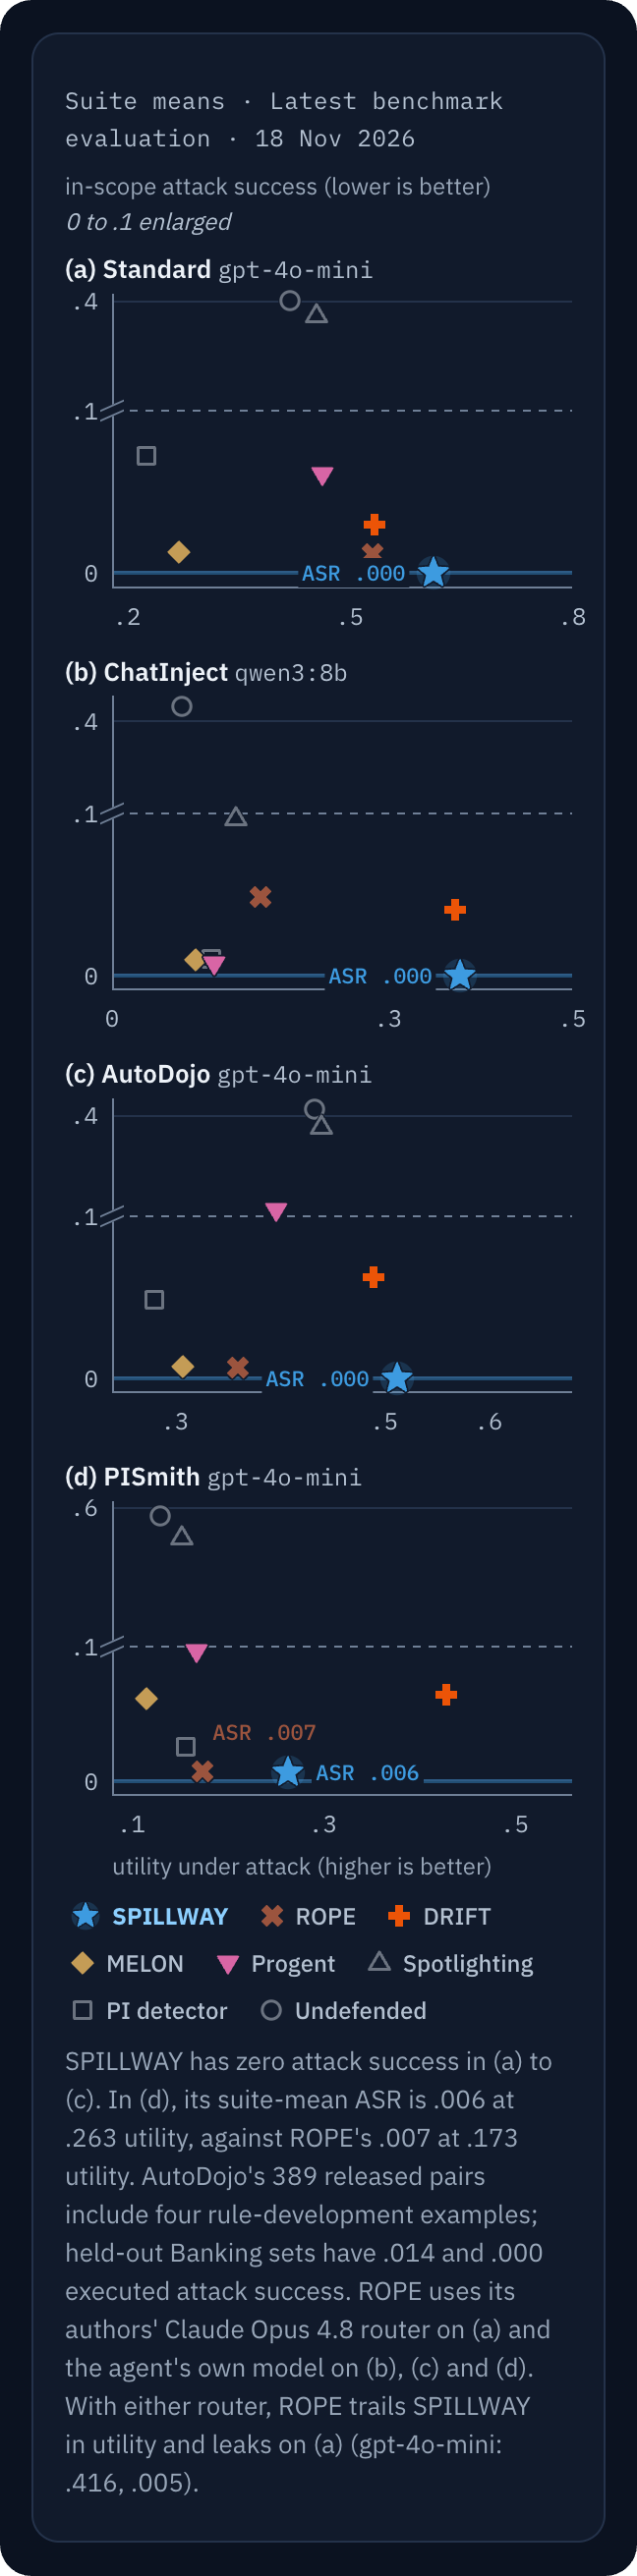 Suite means · Latest benchmark
evaluation · 18 Nov 2026
in-scope attack success (lower is better)
0 to .1 enlarged
(a) Standard gpt-4o-mini
.4
.1
0
ASR .000
.2 .5 .8
(b) ChatInject qwen3:8b
.4
.1
0
ASR .000
0 .3 .5
(c) AutoDojo gpt-4o-mini
.4
.1
0
ASR .000
.3 .5 .6
(d) PISmith gpt-4o-mini
.6
.1
ASR .007
0
ASR .006
.1 .3 .5
utility under attack (higher is better)
SPILLWAY ROPE DRIFT
MELON Progent Spotlighting
PI detector Undefended
SPILLWAY has zero attack success in (a) to
(c). In (d), its suite-mean ASR is .006 at
.263 utility, against ROPE's .007 at .173
utility. AutoDojo's 389 released pairs
include four rule-development examples;
held-out Banking sets have .014 and .000
executed attack success. ROPE uses its
authors' Claude Opus 4.8 router on (a) and
the agent's own model on (b), (c) and (d).
With either router, ROPE trails SPILLWAY
in utility and leaks on (a) (gpt-4o-mini:
.416, .005).